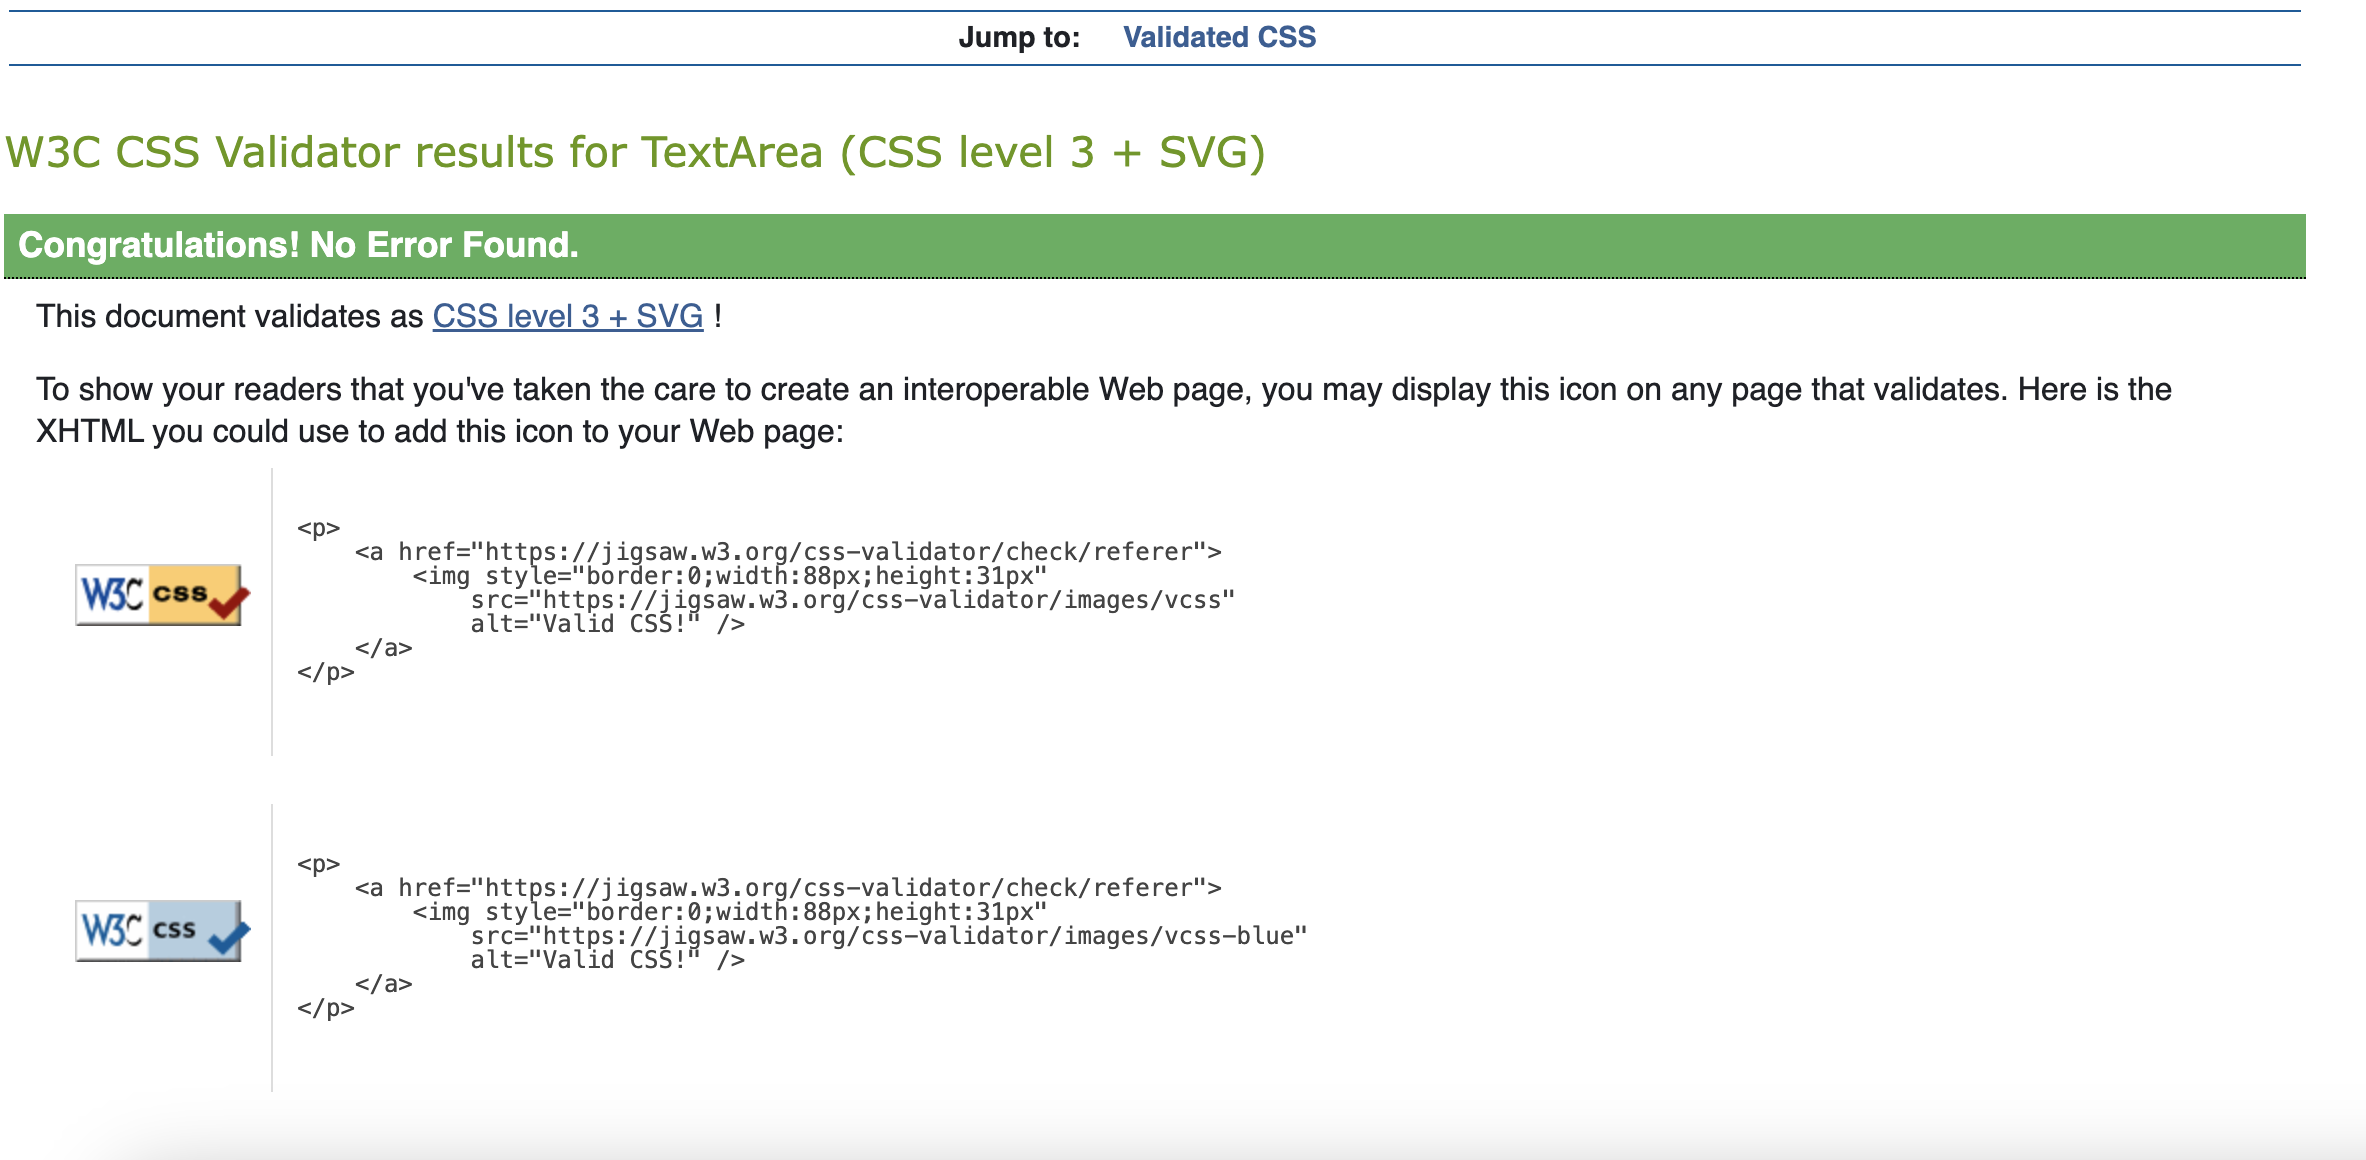 Jump to: Validated CSS
W3C CSS Validator results for TextArea (CSS level 3 + SVG)
Congratulations! No Error Found.
This document validates as CSS level 3 + SVG !
To show your readers that you've taken the care to create an interoperable Web page, you may display this icon on any page that validates. Here is the
XHTML you could use to add this icon to your Web page:
W3C css
<p>
    <a href="https://jigsaw.w3.org/css-validator/check/referer">
        <img style="border:0;width:88px;height:31px"
            src="https://jigsaw.w3.org/css-validator/images/vcss"
            alt="Valid CSS!" />
    </a>
</p>
W3C css
<p>
    <a href="https://jigsaw.w3.org/css-validator/check/referer">
        <img style="border:0;width:88px;height:31px"
            src="https://jigsaw.w3.org/css-validator/images/vcss-blue"
            alt="Valid CSS!" />
    </a>
</p>